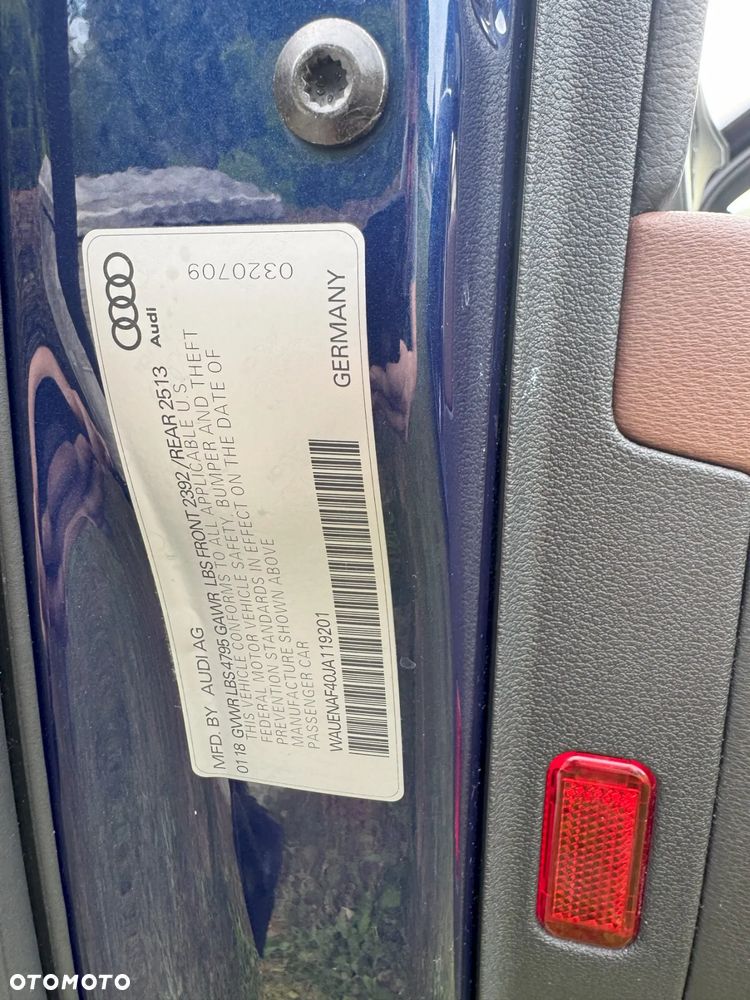 Audi
0320709
MFD. BY AUDI AG
0118 GVWR LBS 4795 GAWR LBS FRONT 2392/REAR 2513
THIS VEHICLE CONFORMS TO ALL APPLICABLE U.S.
FEDERAL MOTOR VEHICLE SAFETY, BUMPER AND THEFT
PREVENTION STANDARDS IN EFFECT ON THE DATE OF
MANUFACTURE SHOWN ABOVE
PASSENGER CAR
GERMANY
WAUENAF40JA119201
OTOMOTO